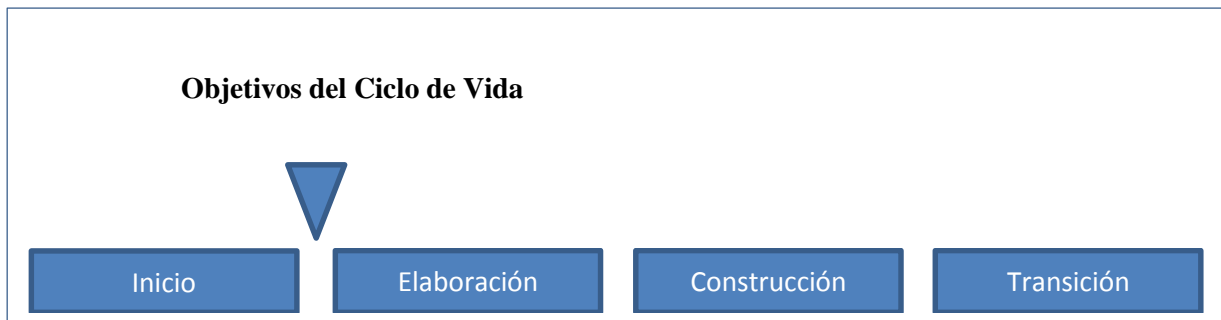 Objetivos del Ciclo de Vida
Inicio Elaboración Construcción Transición